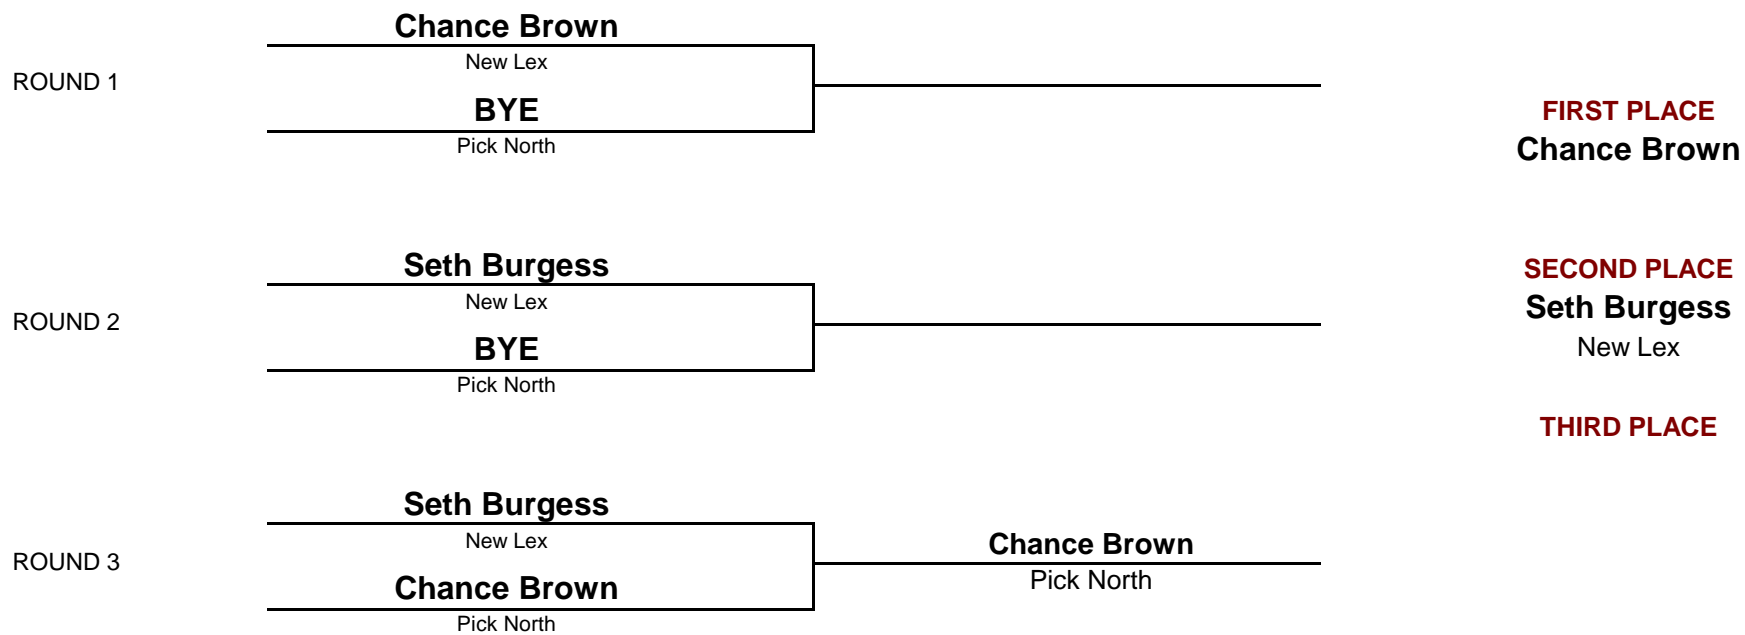 Chance Brown
New Lex
ROUND 1
BYE
Pick North
FIRST PLACE
Chance Brown
Seth Burgess
New Lex
ROUND 2
BYE
Pick North
SECOND PLACE
Seth Burgess
New Lex
THIRD PLACE
Seth Burgess
New Lex
ROUND 3
Chance Brown
Pick North
Chance Brown
Pick North